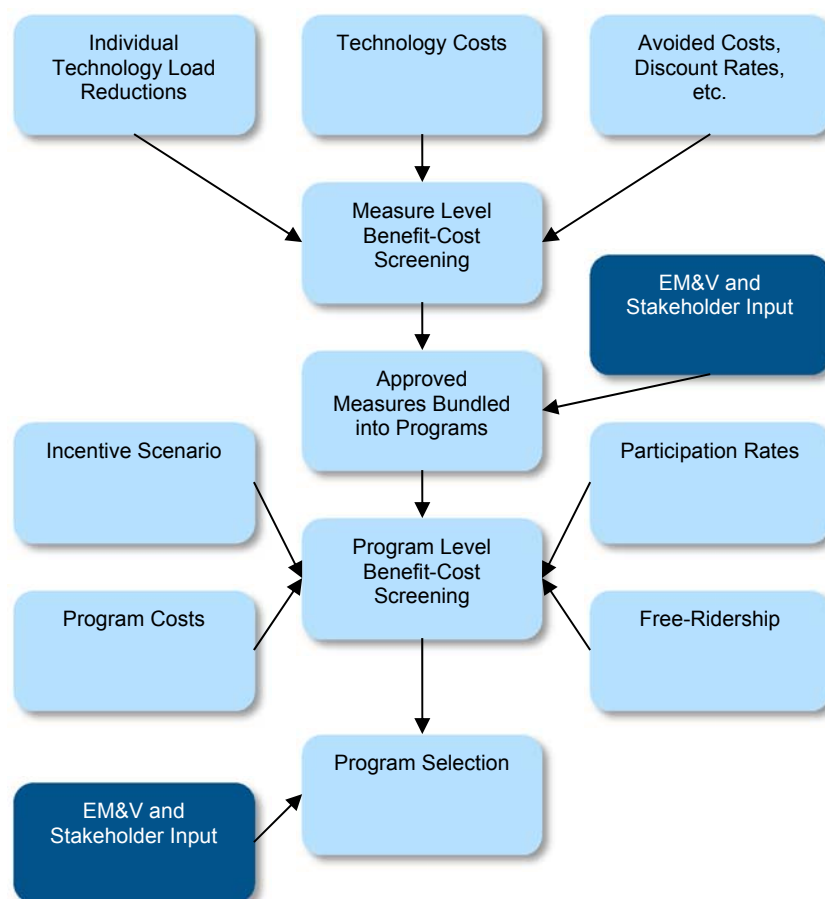 Individual
Technology Load
Reductions
Technology Costs
Avoided Costs,
Discount Rates,
etc.
Measure Level
Benefit-Cost
Screening
EM&V and
Stakeholder Input
Approved
Measures Bundled
into Programs
Incentive Scenario
Participation Rates
Program Level
Benefit-Cost
Screening
Program Costs
Free-Ridership
Program Selection
EM&V and
Stakeholder Input